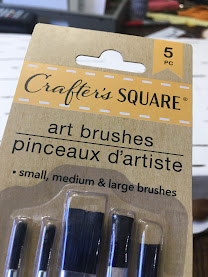 5
PC
Crafter's SQUARE®
art brushes
pinceaux d'artiste
• small, medium & large brushes